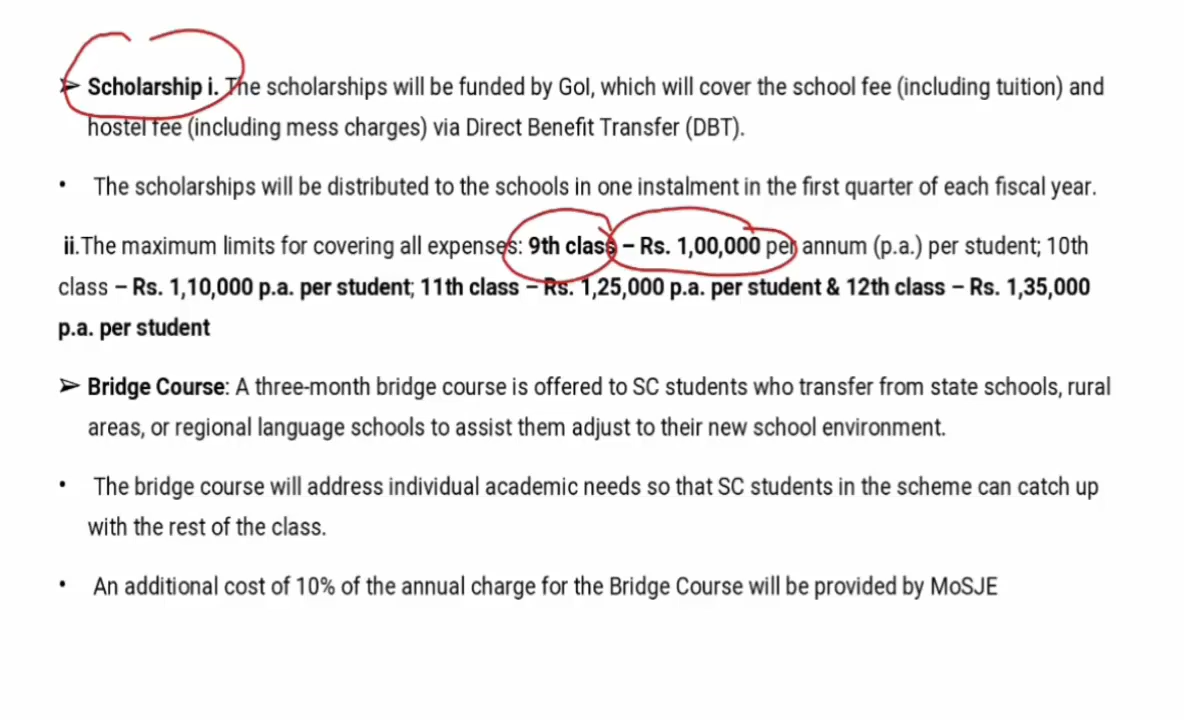 ➢ Scholarship i. The scholarships will be funded by GoI, which will cover the school fee (including tuition) and
hostel fee (including mess charges) via Direct Benefit Transfer (DBT).
• The scholarships will be distributed to the schools in one instalment in the first quarter of each fiscal year.
ii.The maximum limits for covering all expenses: 9th class – Rs. 1,00,000 per annum (p.a.) per student; 10th
class – Rs. 1,10,000 p.a. per student; 11th class – Rs. 1,25,000 p.a. per student & 12th class – Rs. 1,35,000
p.a. per student
➢ Bridge Course: A three-month bridge course is offered to SC students who transfer from state schools, rural
areas, or regional language schools to assist them adjust to their new school environment.
• The bridge course will address individual academic needs so that SC students in the scheme can catch up
with the rest of the class.
• An additional cost of 10% of the annual charge for the Bridge Course will be provided by MoSJE